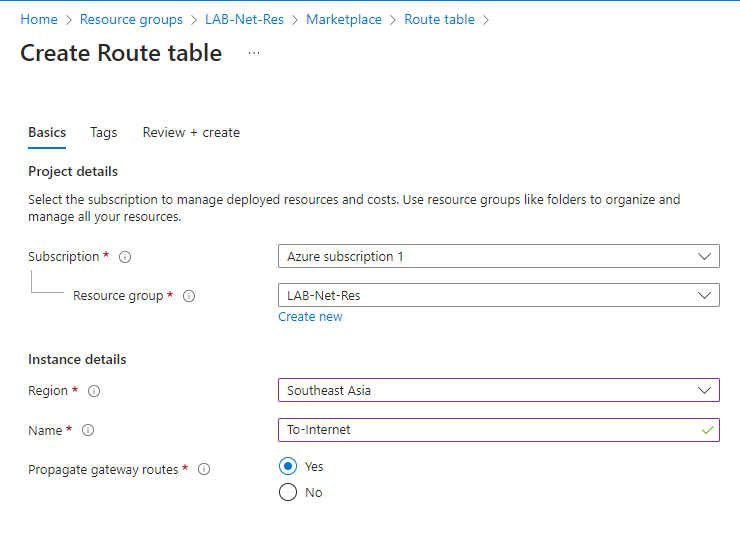 Home > Resource groups > LAB-Net-Res > Marketplace > Route table >
Create Route table ...
Basics Tags Review + create
Project details
Select the subscription to manage deployed resources and costs. Use resource groups like folders to organize and
manage all your resources.
Subscription * Azure subscription 1
Resource group * LAB-Net-Res
Create new
Instance details
Region * Southeast Asia
Name * To-Internet
Propagate gateway routes * Yes
No